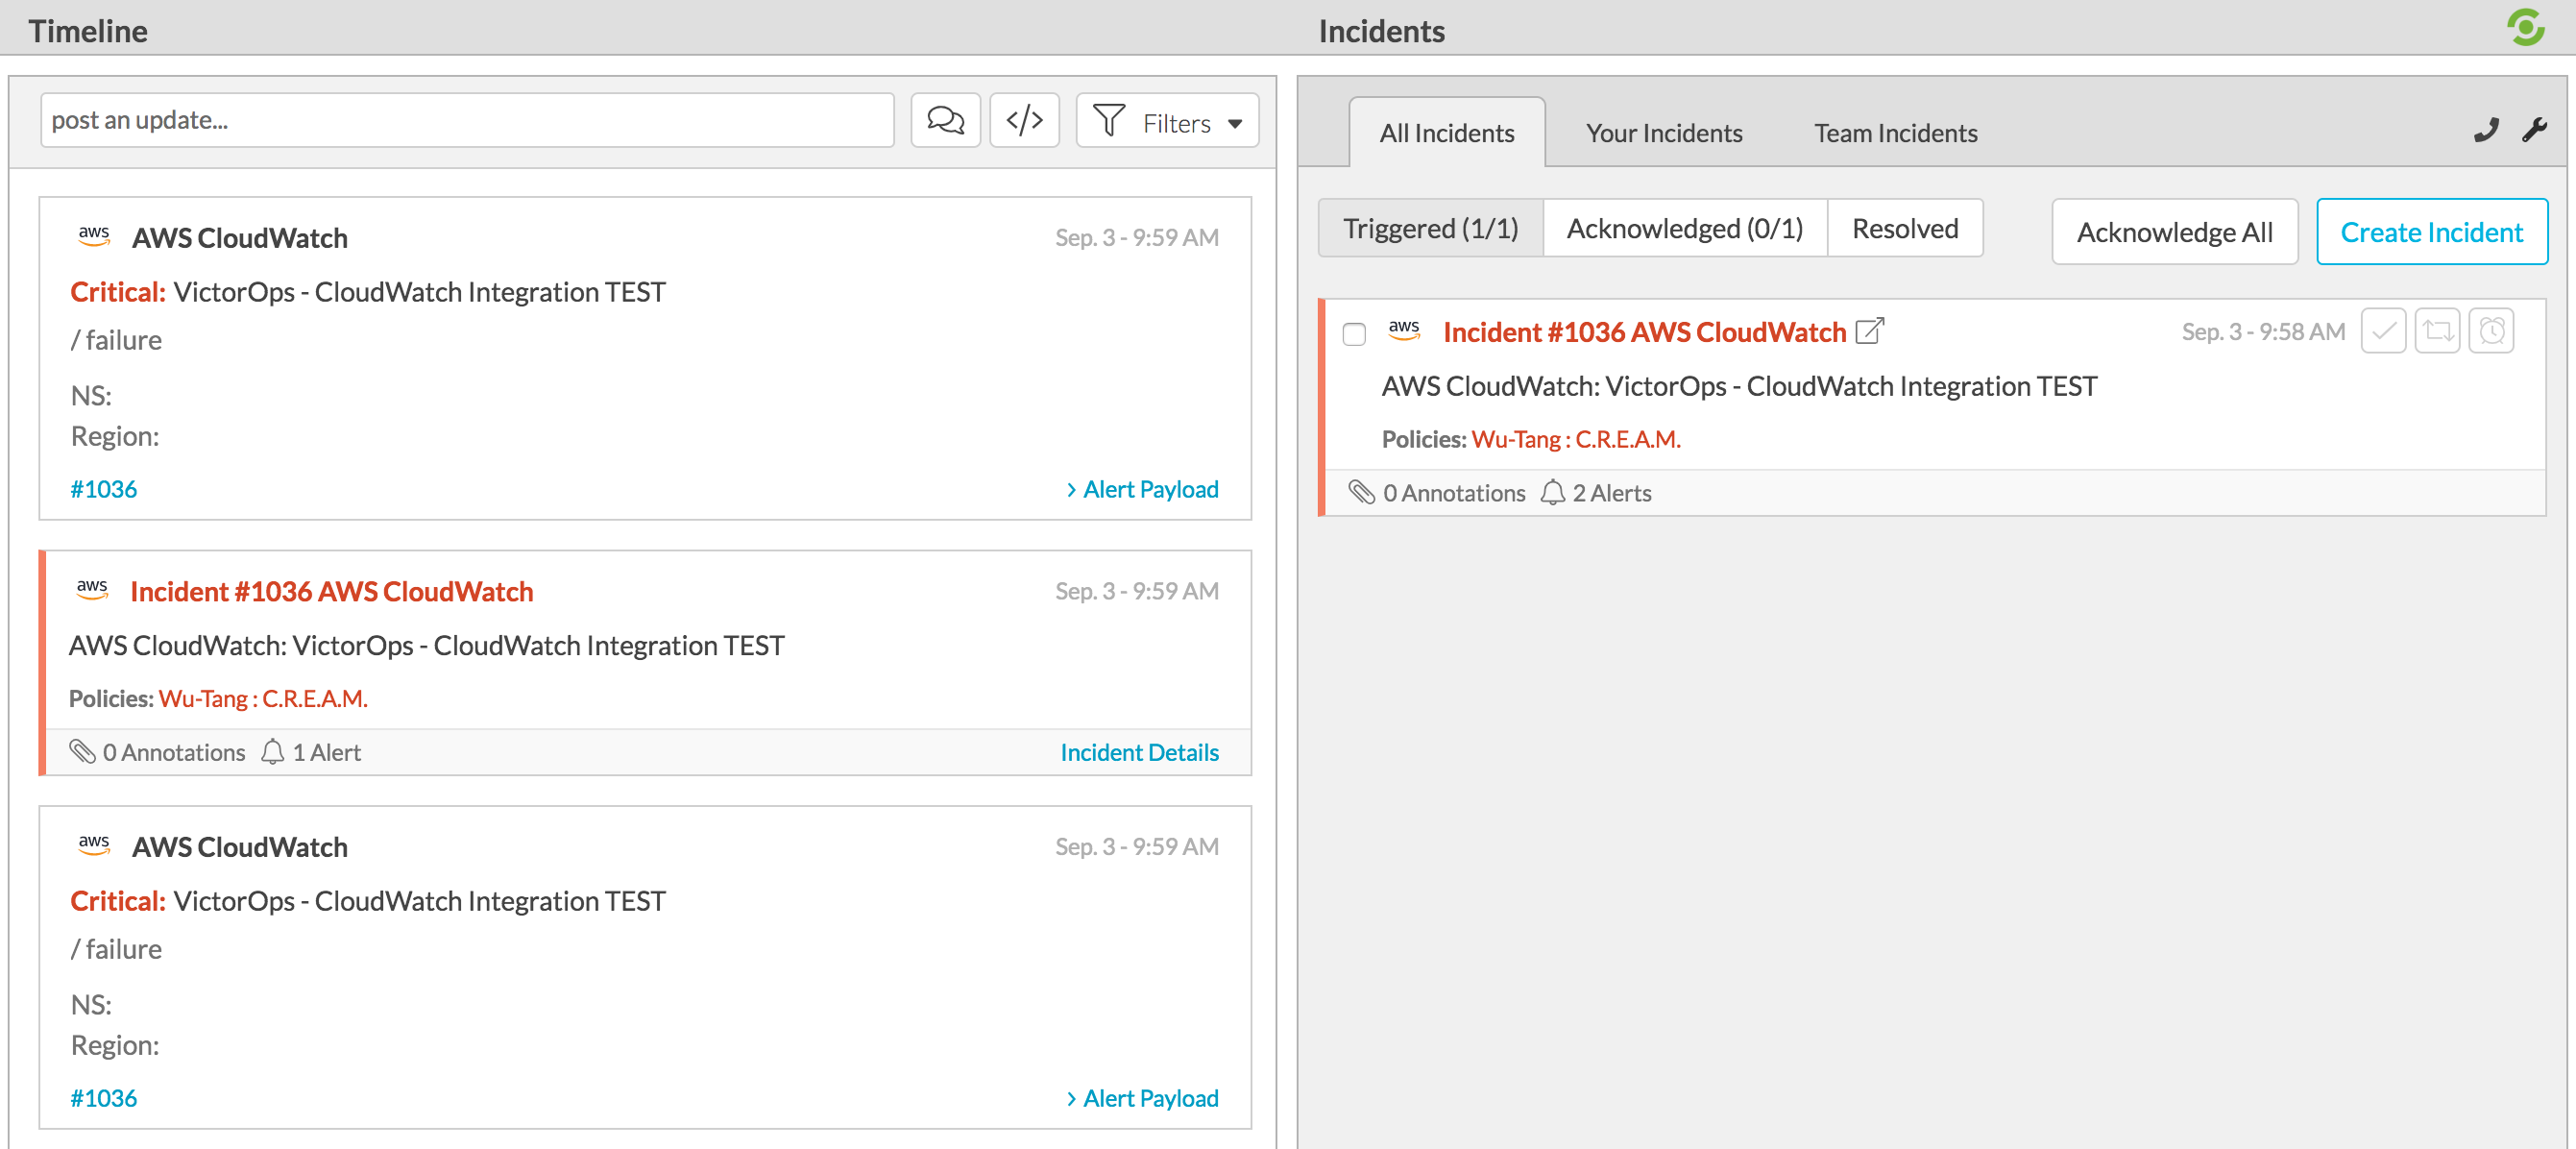 Timeline
post an update...
</>
Filters
aws AWS CloudWatch Sep. 3 - 9:59 AM
Critical: VictorOps - CloudWatch Integration TEST
/ failure
NS:
Region:
#1036 > Alert Payload
aws Incident #1036 AWS CloudWatch Sep. 3 - 9:59 AM
AWS CloudWatch: VictorOps - CloudWatch Integration TEST
Policies: Wu-Tang : C.R.E.A.M.
0 Annotations 1 Alert Incident Details
aws AWS CloudWatch Sep. 3 - 9:59 AM
Critical: VictorOps - CloudWatch Integration TEST
/ failure
NS:
Region:
#1036 > Alert Payload
Incidents
All Incidents Your Incidents Team Incidents
Triggered (1/1) Acknowledged (0/1) Resolved Acknowledge All Create Incident
aws Incident #1036 AWS CloudWatch Sep. 3 - 9:58 AM
AWS CloudWatch: VictorOps - CloudWatch Integration TEST
Policies: Wu-Tang : C.R.E.A.M.
0 Annotations 2 Alerts